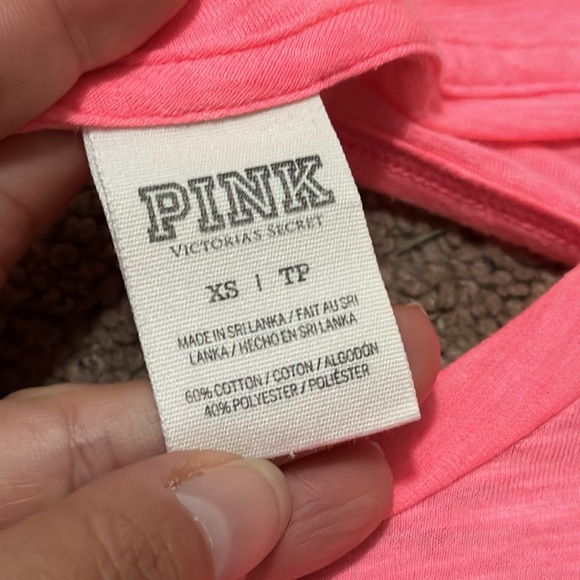 PINK
VICTORIA'S SECRET
XS | TP
MADE IN SRI LANKA / FAIT AU SRI
LANKA / HECHO EN SRI LANKA
60% COTTON / COTON / ALGODÓN
40% POLYESTER / POLIÉSTER